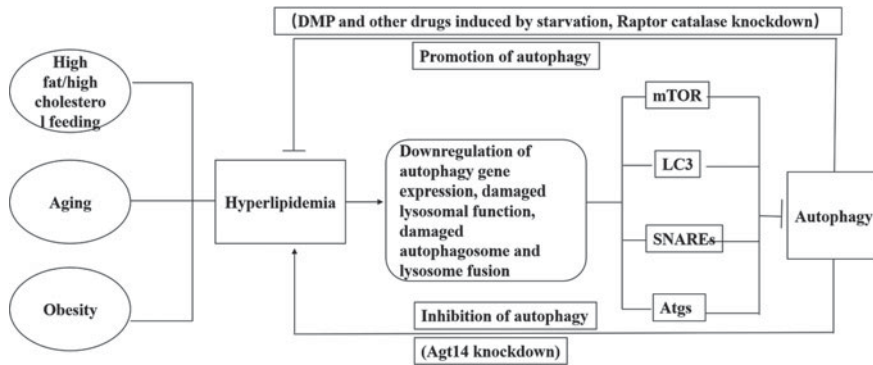 (DMP and other drugs induced by starvation, Raptor catalase knockdown)
Promotion of autophagy
High
fat/high
cholestero
l feeding
Aging
Obesity
Hyperlipidemia
Downregulation of
autophagy gene
expression, damaged
lysosomal function,
damaged
autophagosome and
lysosome fusion
mTOR
LC3
SNAREs
Atgs
Autophagy
Inhibition of autophagy
(Agt14 knockdown)